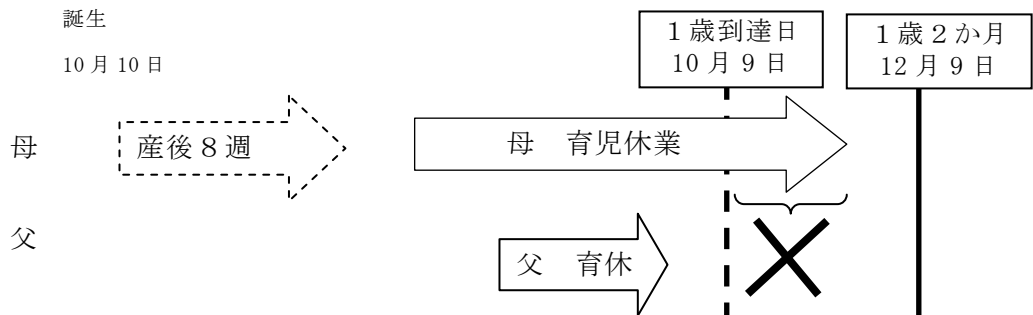 誕生
10月10日
1歳到達日
10月9日
1歳2か月
12月9日
母
産後8週
母 育児休業
父
父 育休